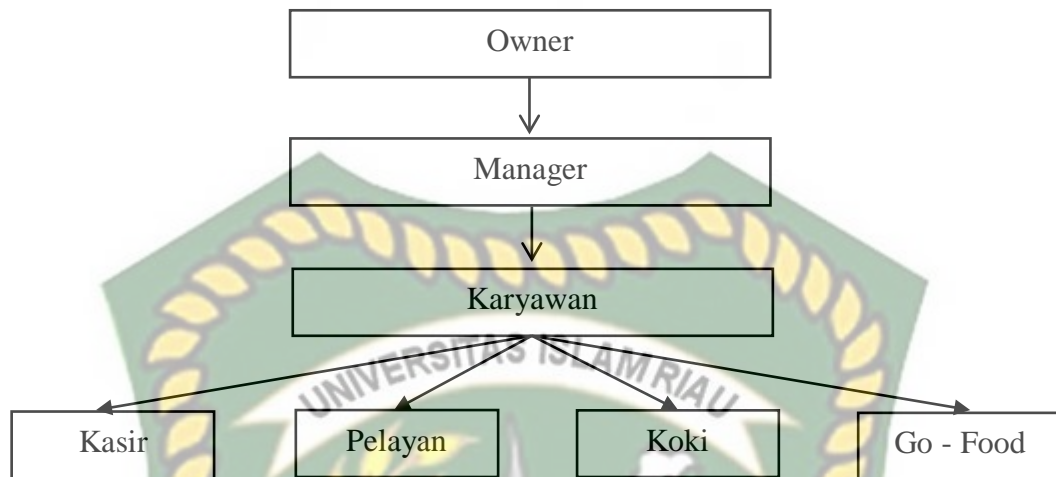 Owner
Manager
Karyawan
UNIVERSITAS ISLAM RIAU
Kasir
Pelayan
Koki
Go - Food